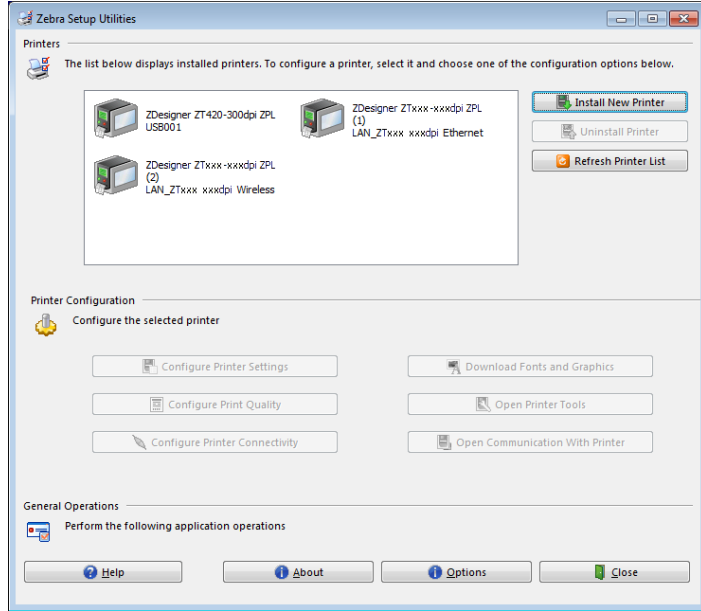 Zebra Setup Utilities
Printers
The list below displays installed printers. To configure a printer, select it and choose one of the configuration options below.
ZDesigner ZT420-300dpi ZPL
USB001
ZDesigner ZTxxx-xxxdpi ZPL
(1)
LAN_ZTxxx xxxdpi Ethernet
ZDesigner ZTxxx-xxxdpi ZPL
(2)
LAN_ZTxxx xxxdpi Wireless
Install New Printer
Uninstall Printer
Refresh Printer List
Printer Configuration
Configure the selected printer
Configure Printer Settings
Download Fonts and Graphics
Configure Print Quality
Open Printer Tools
Configure Printer Connectivity
Open Communication With Printer
General Operations
Perform the following application operations
Help
About
Options
Close